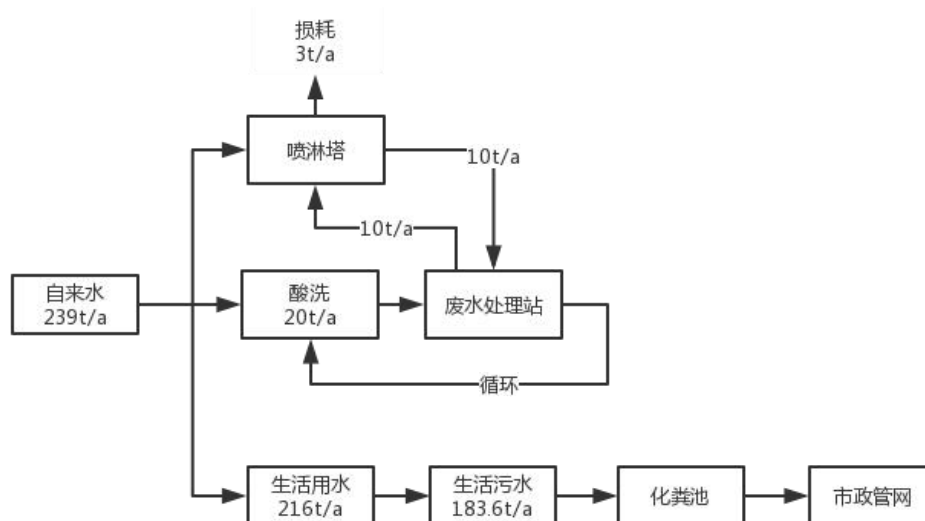 损耗
3t/a
喷淋塔
10t/a
10t/a
自来水
239t/a
酸洗
20t/a
废水处理站
循环
生活用水
216t/a
生活污水
183.6t/a
化粪池
市政管网